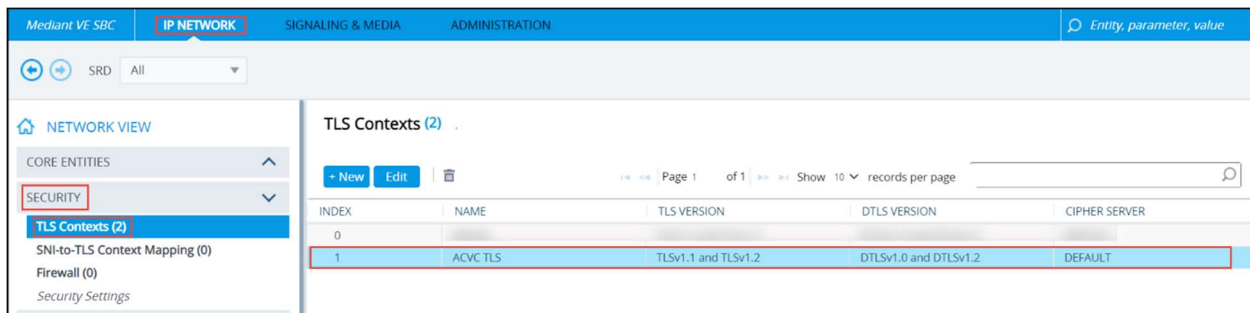 Mediant VE SBC IP NETWORK SIGNALING & MEDIA ADMINISTRATION Entity, parameter, value
SRD All
NETWORK VIEW
CORE ENTITIES
SECURITY
TLS Contexts (2)
SNI-to-TLS Context Mapping (0)
Firewall (0)
Security Settings
TLS Contexts (2) .
+ New Edit Page 1 of 1 Show 10 records per page
INDEX NAME TLS VERSION DTLS VERSION CIPHER SERVER
0
1 ACVC TLS TLSv1.1 and TLSv1.2 DTLSv1.0 and DTLSv1.2 DEFAULT